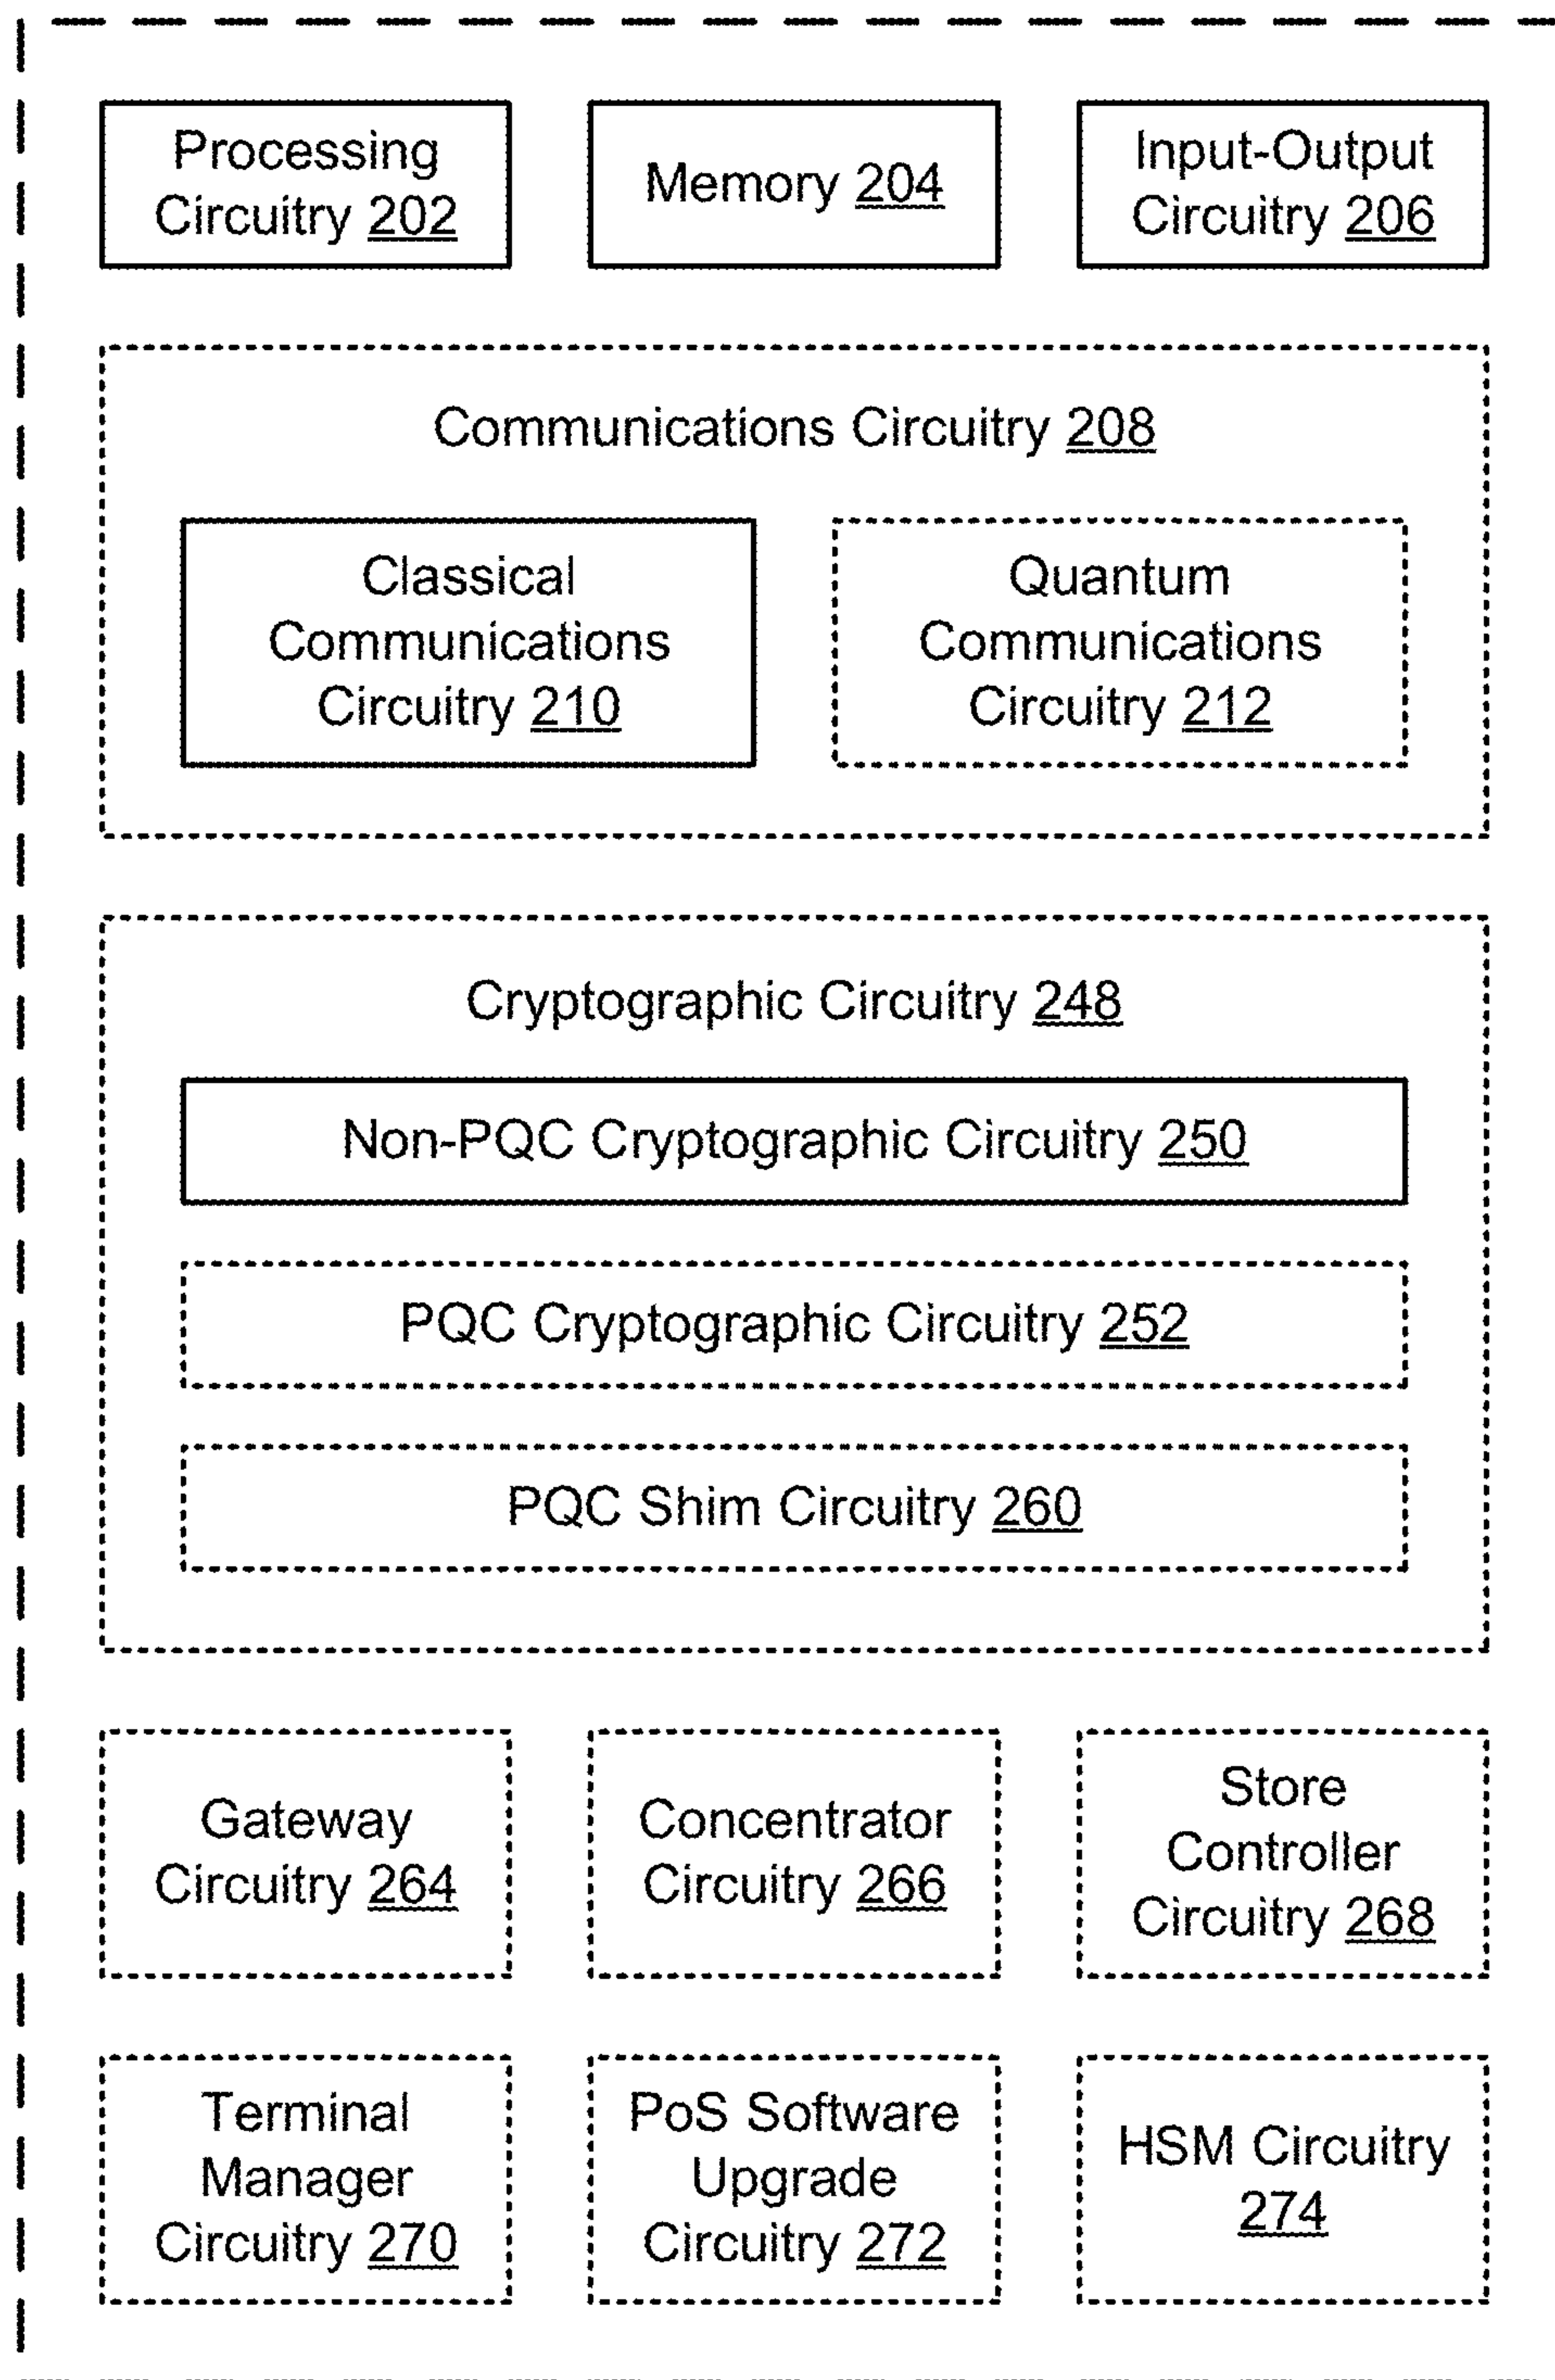 Processing
Circuitry 202
Memory 204
Input-Output
Circuitry 206
Communications Circuitry 208
Classical
Communications
Circuitry 210
Quantum
Communications
Circuitry 212
Cryptographic Circuitry 248
Non-PQC Cryptographic Circuitry 250
PQC Cryptographic Circuitry 252
PQC Shim Circuitry 260
Gateway
Circuitry 264
Concentrator
Circuitry 266
Store
Controller
Circuitry 268
Terminal
Manager
Circuitry 270
PoS Software
Upgrade
Circuitry 272
HSM Circuitry
274